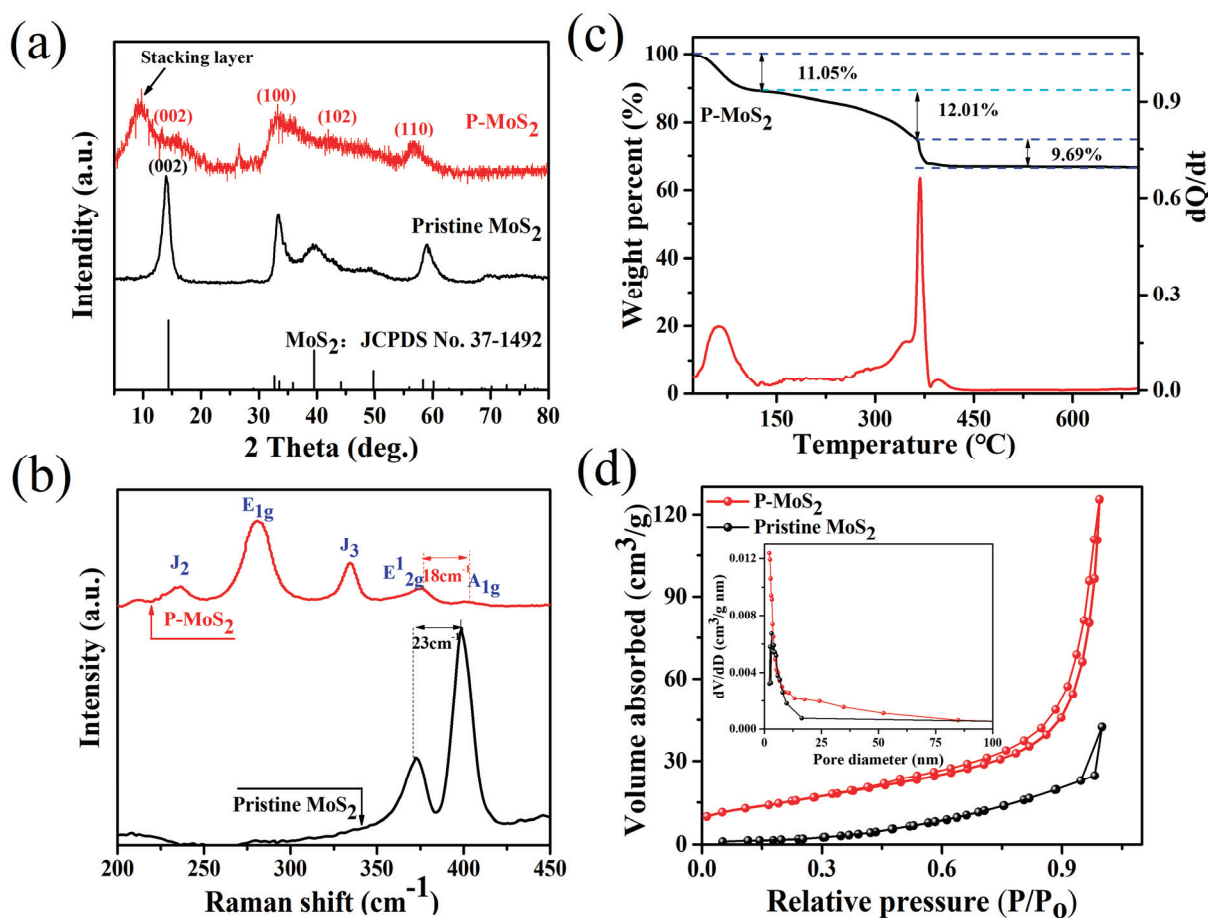 (a)
Stacking layer
(002)
(100)
(102)
(110)
P-MoS2
(002)
Pristine MoS2
MoS2: JCPDS No. 37-1492
Intendity (a.u.)
10 20 30 40 50 60 70 80
2 Theta (deg.)
(b)
J2
E1g
J3
E12g
18cm-1
A1g
P-MoS2
23cm-1
Pristine MoS2
Intensity (a.u.)
200 250 300 350 400 450
Raman shift (cm-1)
(c)
100
80
60
40
20
0
Weight percent (%)
11.05%
P-MoS2
12.01%
9.69%
0.9
0.6
0.3
0.0
dQ/dt
150 300 450 600
Temperature (°C)
(d)
P-MoS2
Pristine MoS2
120
90
60
30
0
Volume absorbed (cm3/g)
0.012
0.008
0.004
0.000
dV/dD (cm3/g nm)
0 25 50 75 100
Pore diameter (nm)
0.0 0.3 0.6 0.9
Relative pressure (P/P0)